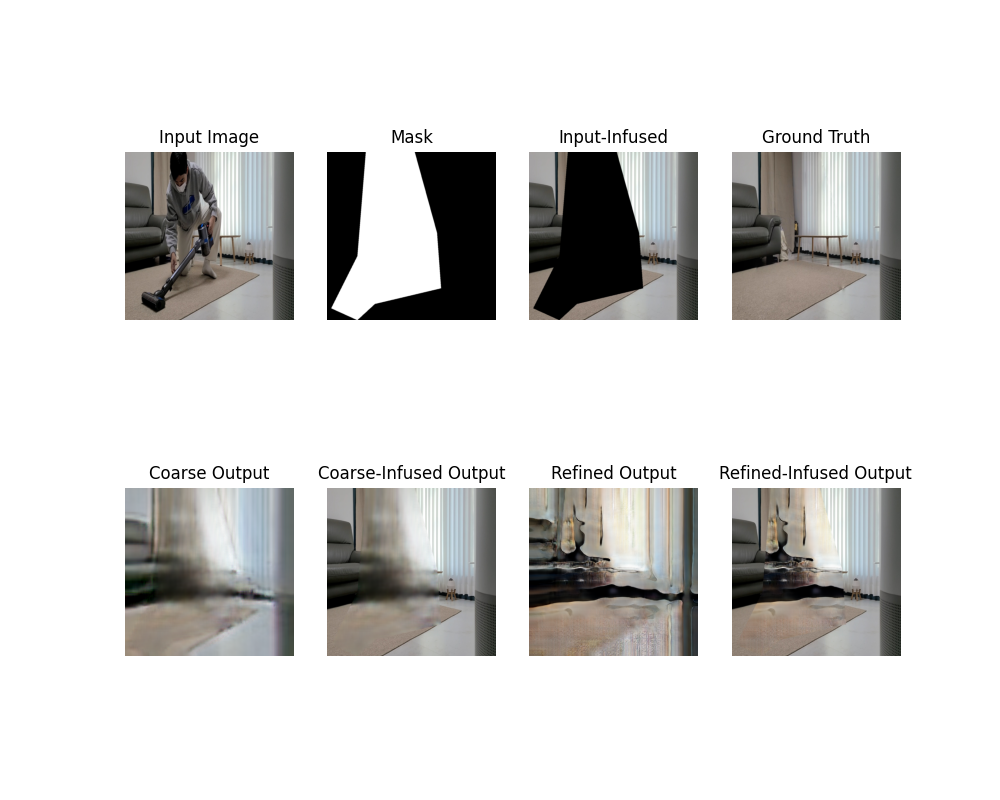 Input Image
Mask
Input-Infused
Ground Truth
Coarse Output
Coarse-Infused Output
Refined Output
Refined-Infused Output